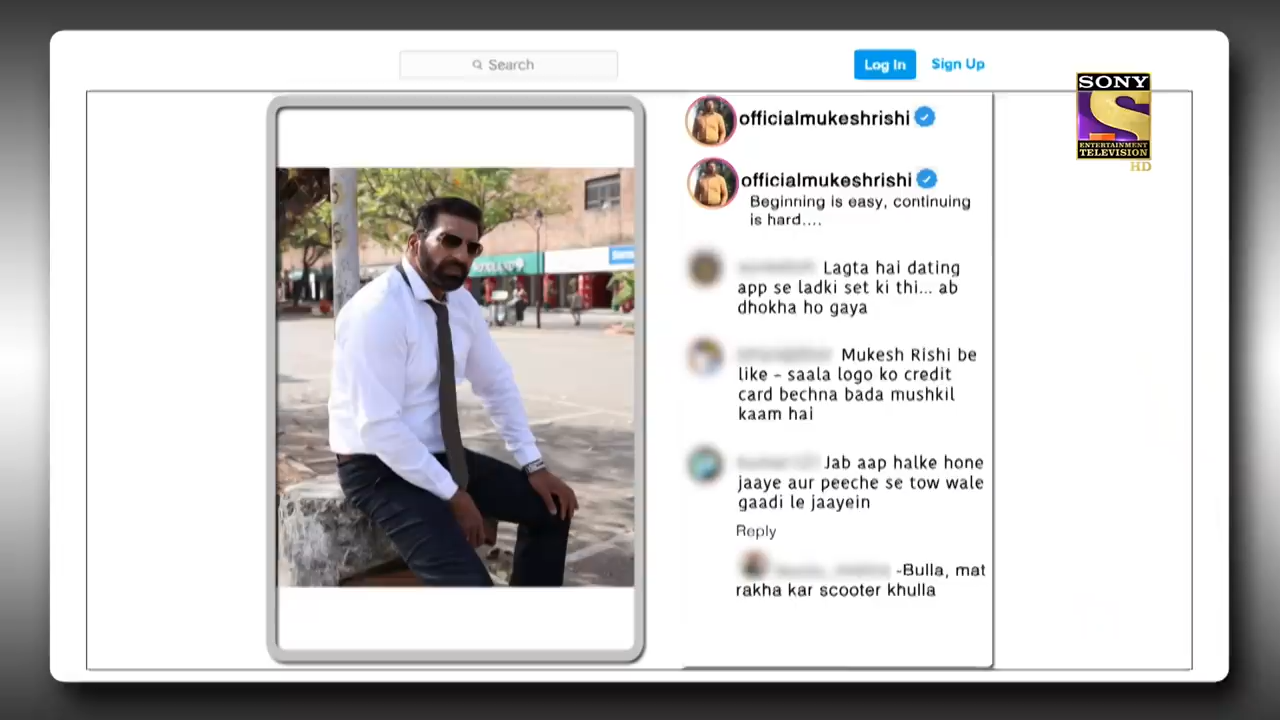 Search
Log In
Sign Up
SONY
ENTERTAINMENT
TELEVISION
HD
officialmukeshrishi
officialmukeshrishi
Beginning is easy, continuing
is hard....
Lagta hai dating
app se ladki set ki thi... ab
dhokha ho gaya
Mukesh Rishi be
like - saala logo ko credit
card bechna bada mushkil
kaam hai
Jab aap halke hone
jaaye aur peeche se tow wale
gaadi le jaayein
Reply
-Bulla, mat
rakha kar scooter khulla